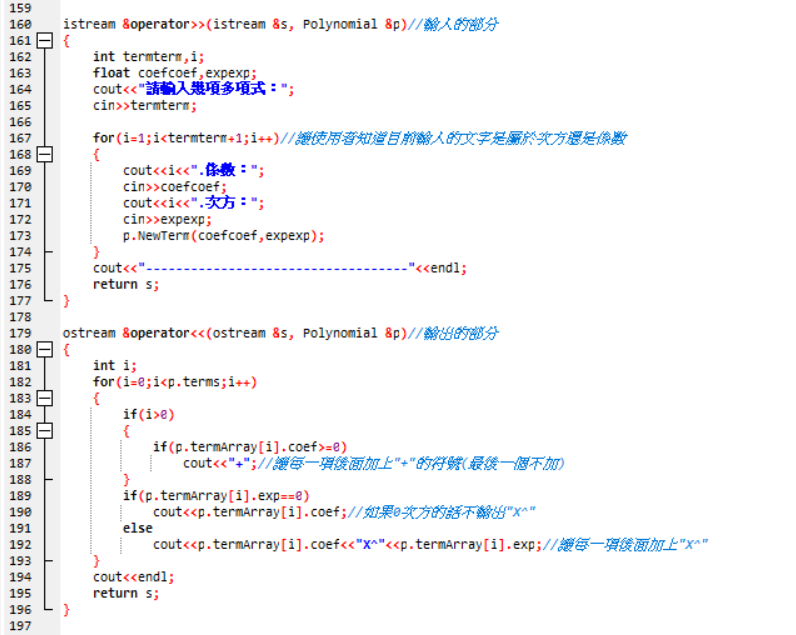 159
160 istream &operator>>(istream &s, Polynomial &p)//輸入的部分
161 {
162 int termterm,i;
163 float coefcoef,expexp;
164 cout<<"請輸入幾項多項式：";
165 cin>>termterm;
166
167 for(i=1;i<termterm+1;i++)//讓使用者知道目前輸入的文字是屬於次方還是係數
168 {
169 cout<<i<<".係數：";
170 cin>>coefcoef;
171 cout<<i<<".次方：";
172 cin>>expexp;
173 p.NewTerm(coefcoef,expexp);
174 }
175 cout<<"-----------------------------------"<<endl;
176 return s;
177 }
178
179 ostream &operator<<(ostream &s, Polynomial &p)//輸出的部分
180 {
181 int i;
182 for(i=0;i<p.terms;i++)
183 {
184 if(i>0)
185 {
186 if(p.termArray[i].coef>=0)
187 cout<<"+";//讓每一項後面加上"+"的符號(最後一個不加)
188 }
189 if(p.termArray[i].exp==0)
190 cout<<p.termArray[i].coef;//如果0次方的話不輸出"X^"
191 else
192 cout<<p.termArray[i].coef<<"X^"<<p.termArray[i].exp;//讓每一項後面加上"X^"
193 }
194 cout<<endl;
195 return s;
196 }
197